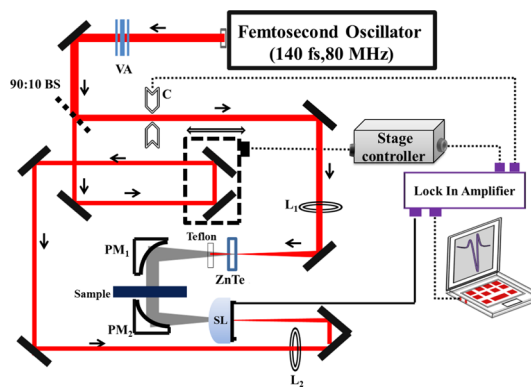 Femtosecond Oscillator
(140 fs,80 MHz)
VA
90:10 BS
C
Stage
controller
Lock In Amplifier
L1
Teflon
PM1
ZnTe
Sample
SL
PM2
L2